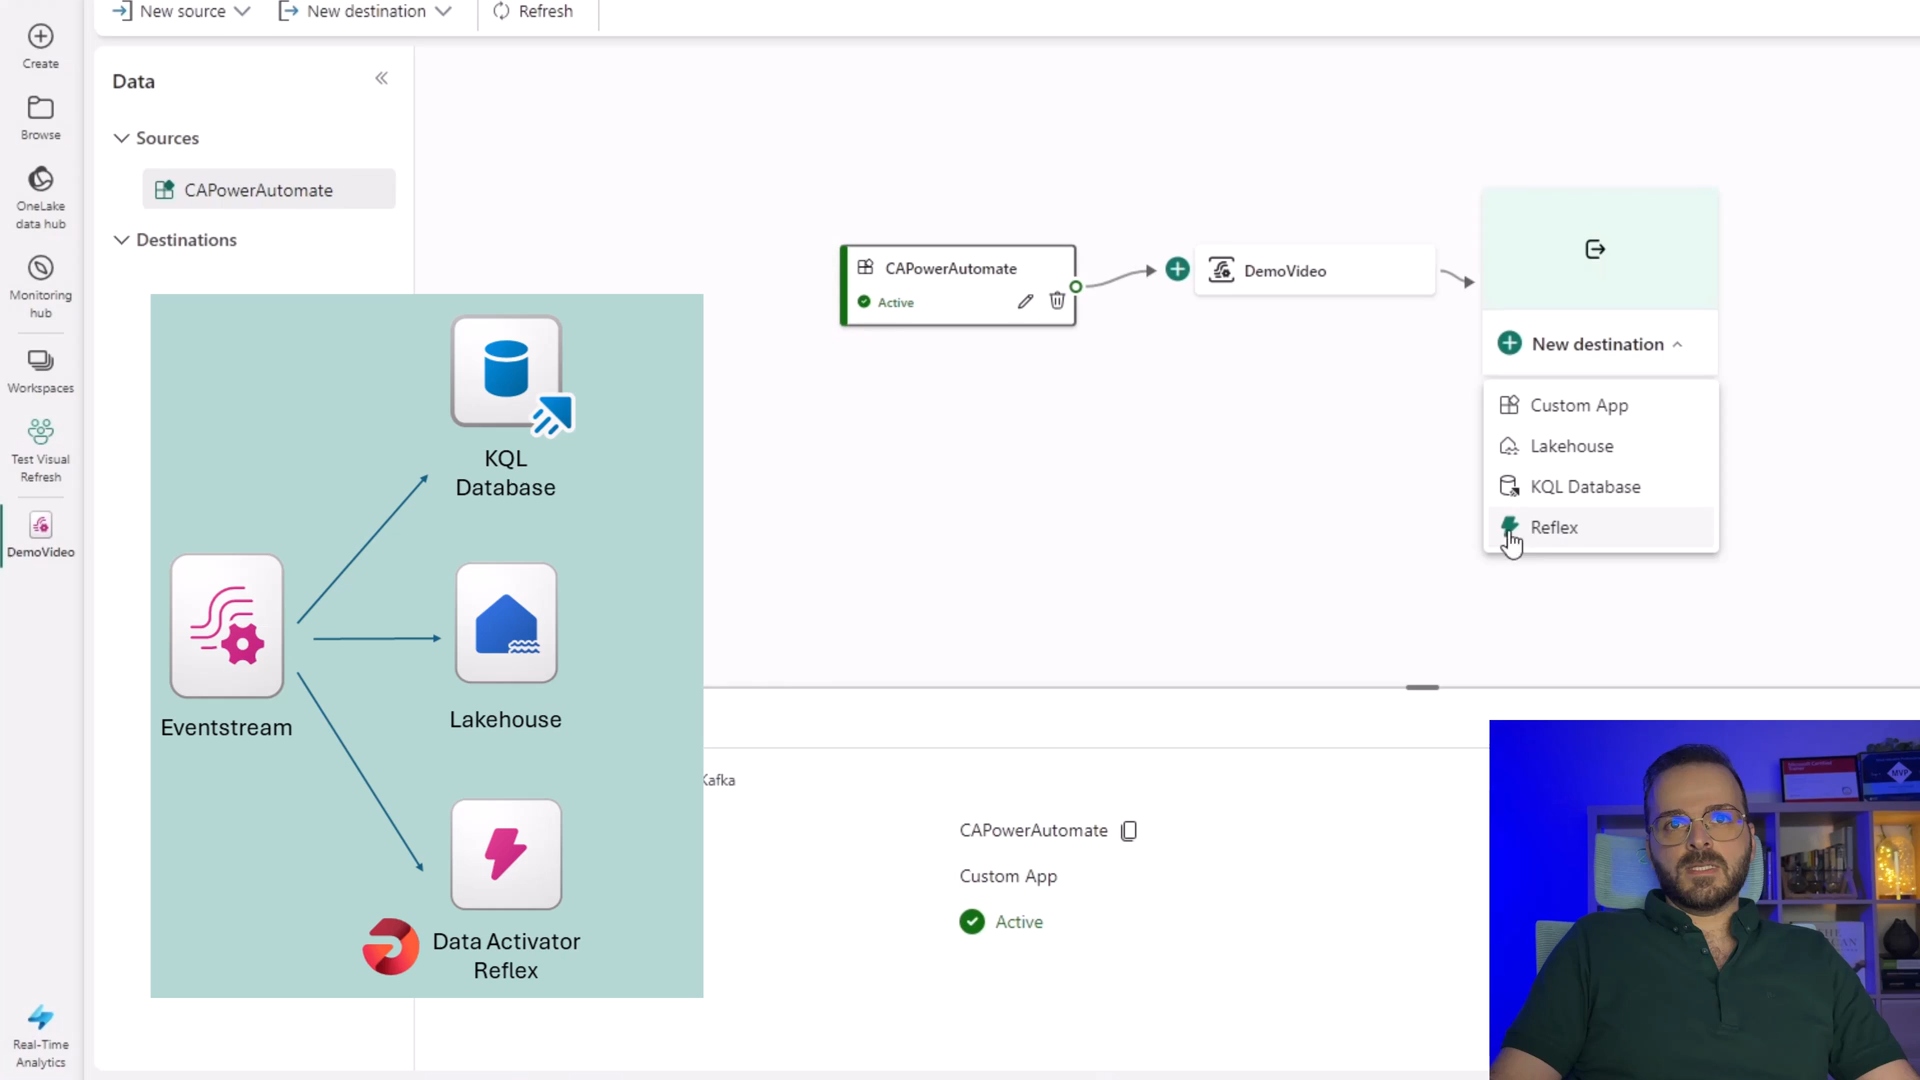 New source
New destination
Refresh
Create
Browse
OneLake
data hub
Monitoring
hub
Workspaces
Test Visual
Refresh
DemoVideo
Real-Time
Analytics
Data
Sources
CAPowerAutomate
Destinations
CAPowerAutomate
Active
DemoVideo
New destination
Custom App
Lakehouse
KQL Database
Reflex
KQL
Database
Eventstream
Lakehouse
Data Activator
Reflex
Kafka
CAPowerAutomate
Custom App
Active
MVP